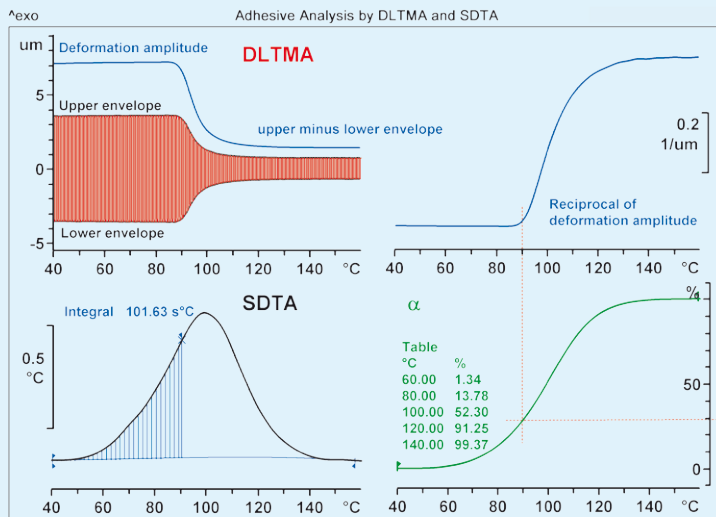 ^exo
Adhesive Analysis by DLTMA and SDTA
um
Deformation amplitude
DLTMA
5
Upper envelope
upper minus lower envelope
0
Lower envelope
-5
40 60 80 100 120 140 °C
0.2
1/um
Reciprocal of
deformation amplitude
40 60 80 100 120 140 °C
Integral 101.63 s°C
SDTA
0.5
°C
40 60 80 100 120 140 °C
α
%
Table
°C %
60.00 1.34
80.00 13.78
100.00 52.30
120.00 91.25
140.00 99.37
50
0
40 60 80 100 120 140 °C